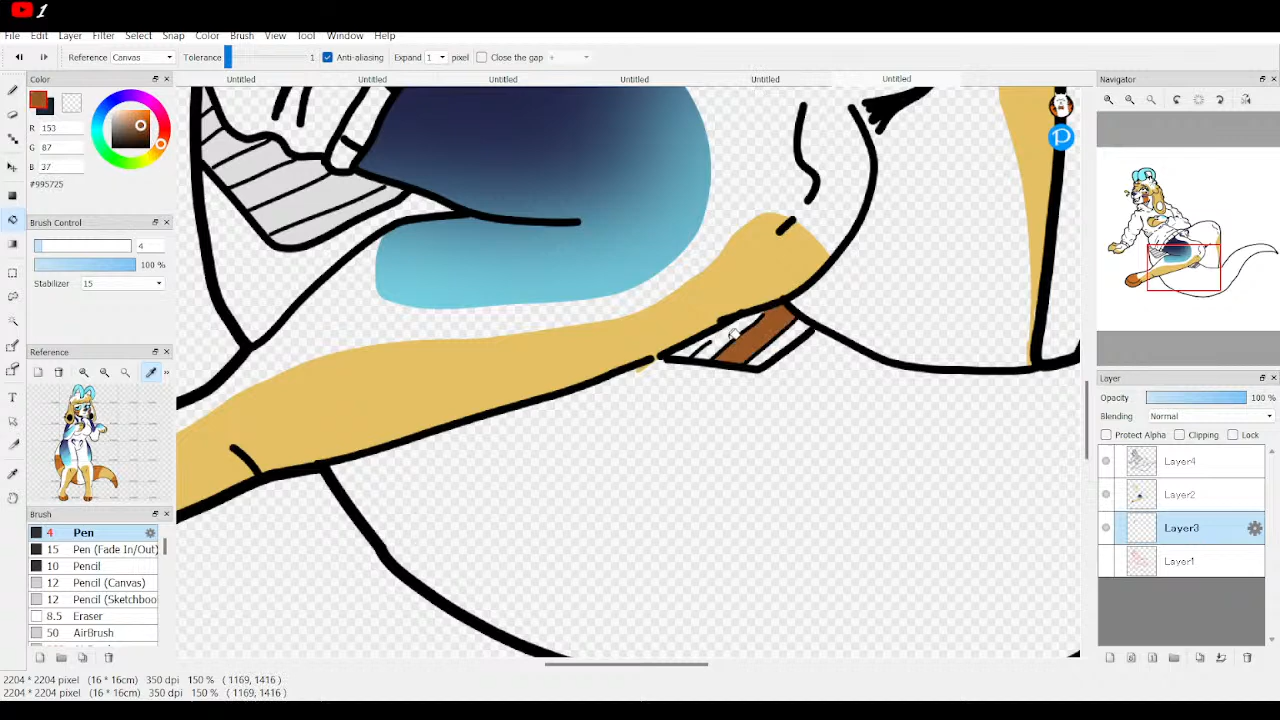 1
File Edit Layer Filter Select Snap Color Brush View Tool Window Help
Reference Canvas Tolerance 1 Anti-aliasing Expand 1 pixel Close the gap +
Color
Untitled Untitled Untitled Untitled Untitled Untitled
Navigator
R 153
G 87
B 37
#995725
Brush Control
4
100 %
Stabilizer 15
Reference
Brush
4 Pen
15 Pen (Fade In/Out)
10 Pencil
12 Pencil (Canvas)
12 Pencil (Sketchboo
8.5 Eraser
50 AirBrush
Layer
Opacity 100 %
Blending Normal
Protect Alpha Clipping Lock
Layer4
Layer2
Layer3
Layer1
2204 * 2204 pixel (16 * 16cm) 350 dpi 150 % ( 1169, 1416 )
2204 * 2204 pixel (16 * 16cm) 350 dpi 150 % ( 1169, 1416 )